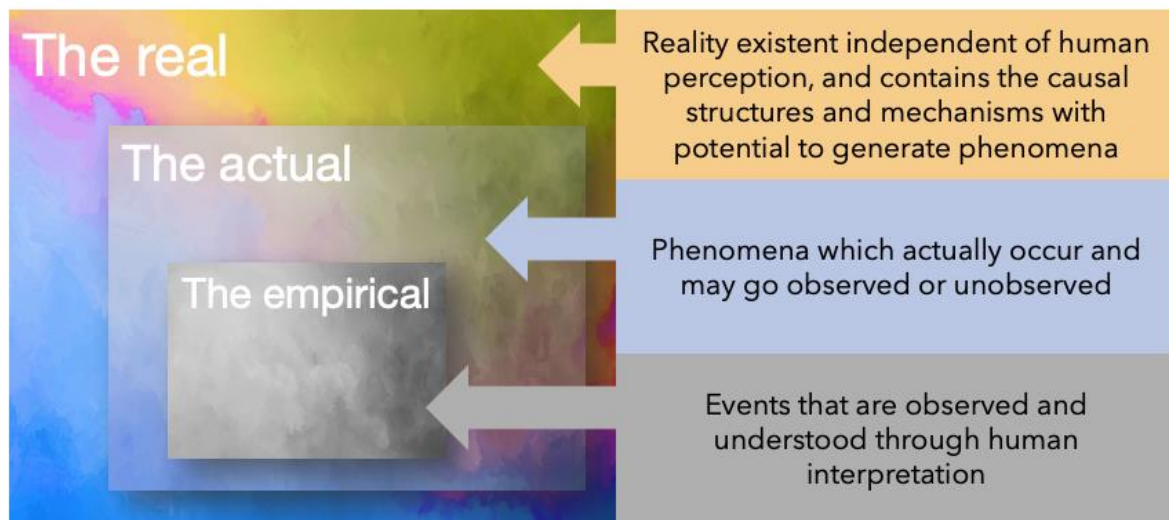 The real
Reality existent independent of human
perception, and contains the causal
structures and mechanisms with
potential to generate phenomena
The actual
Phenomena which actually occur and
may go observed or unobserved
The empirical
Events that are observed and
understood through human
interpretation